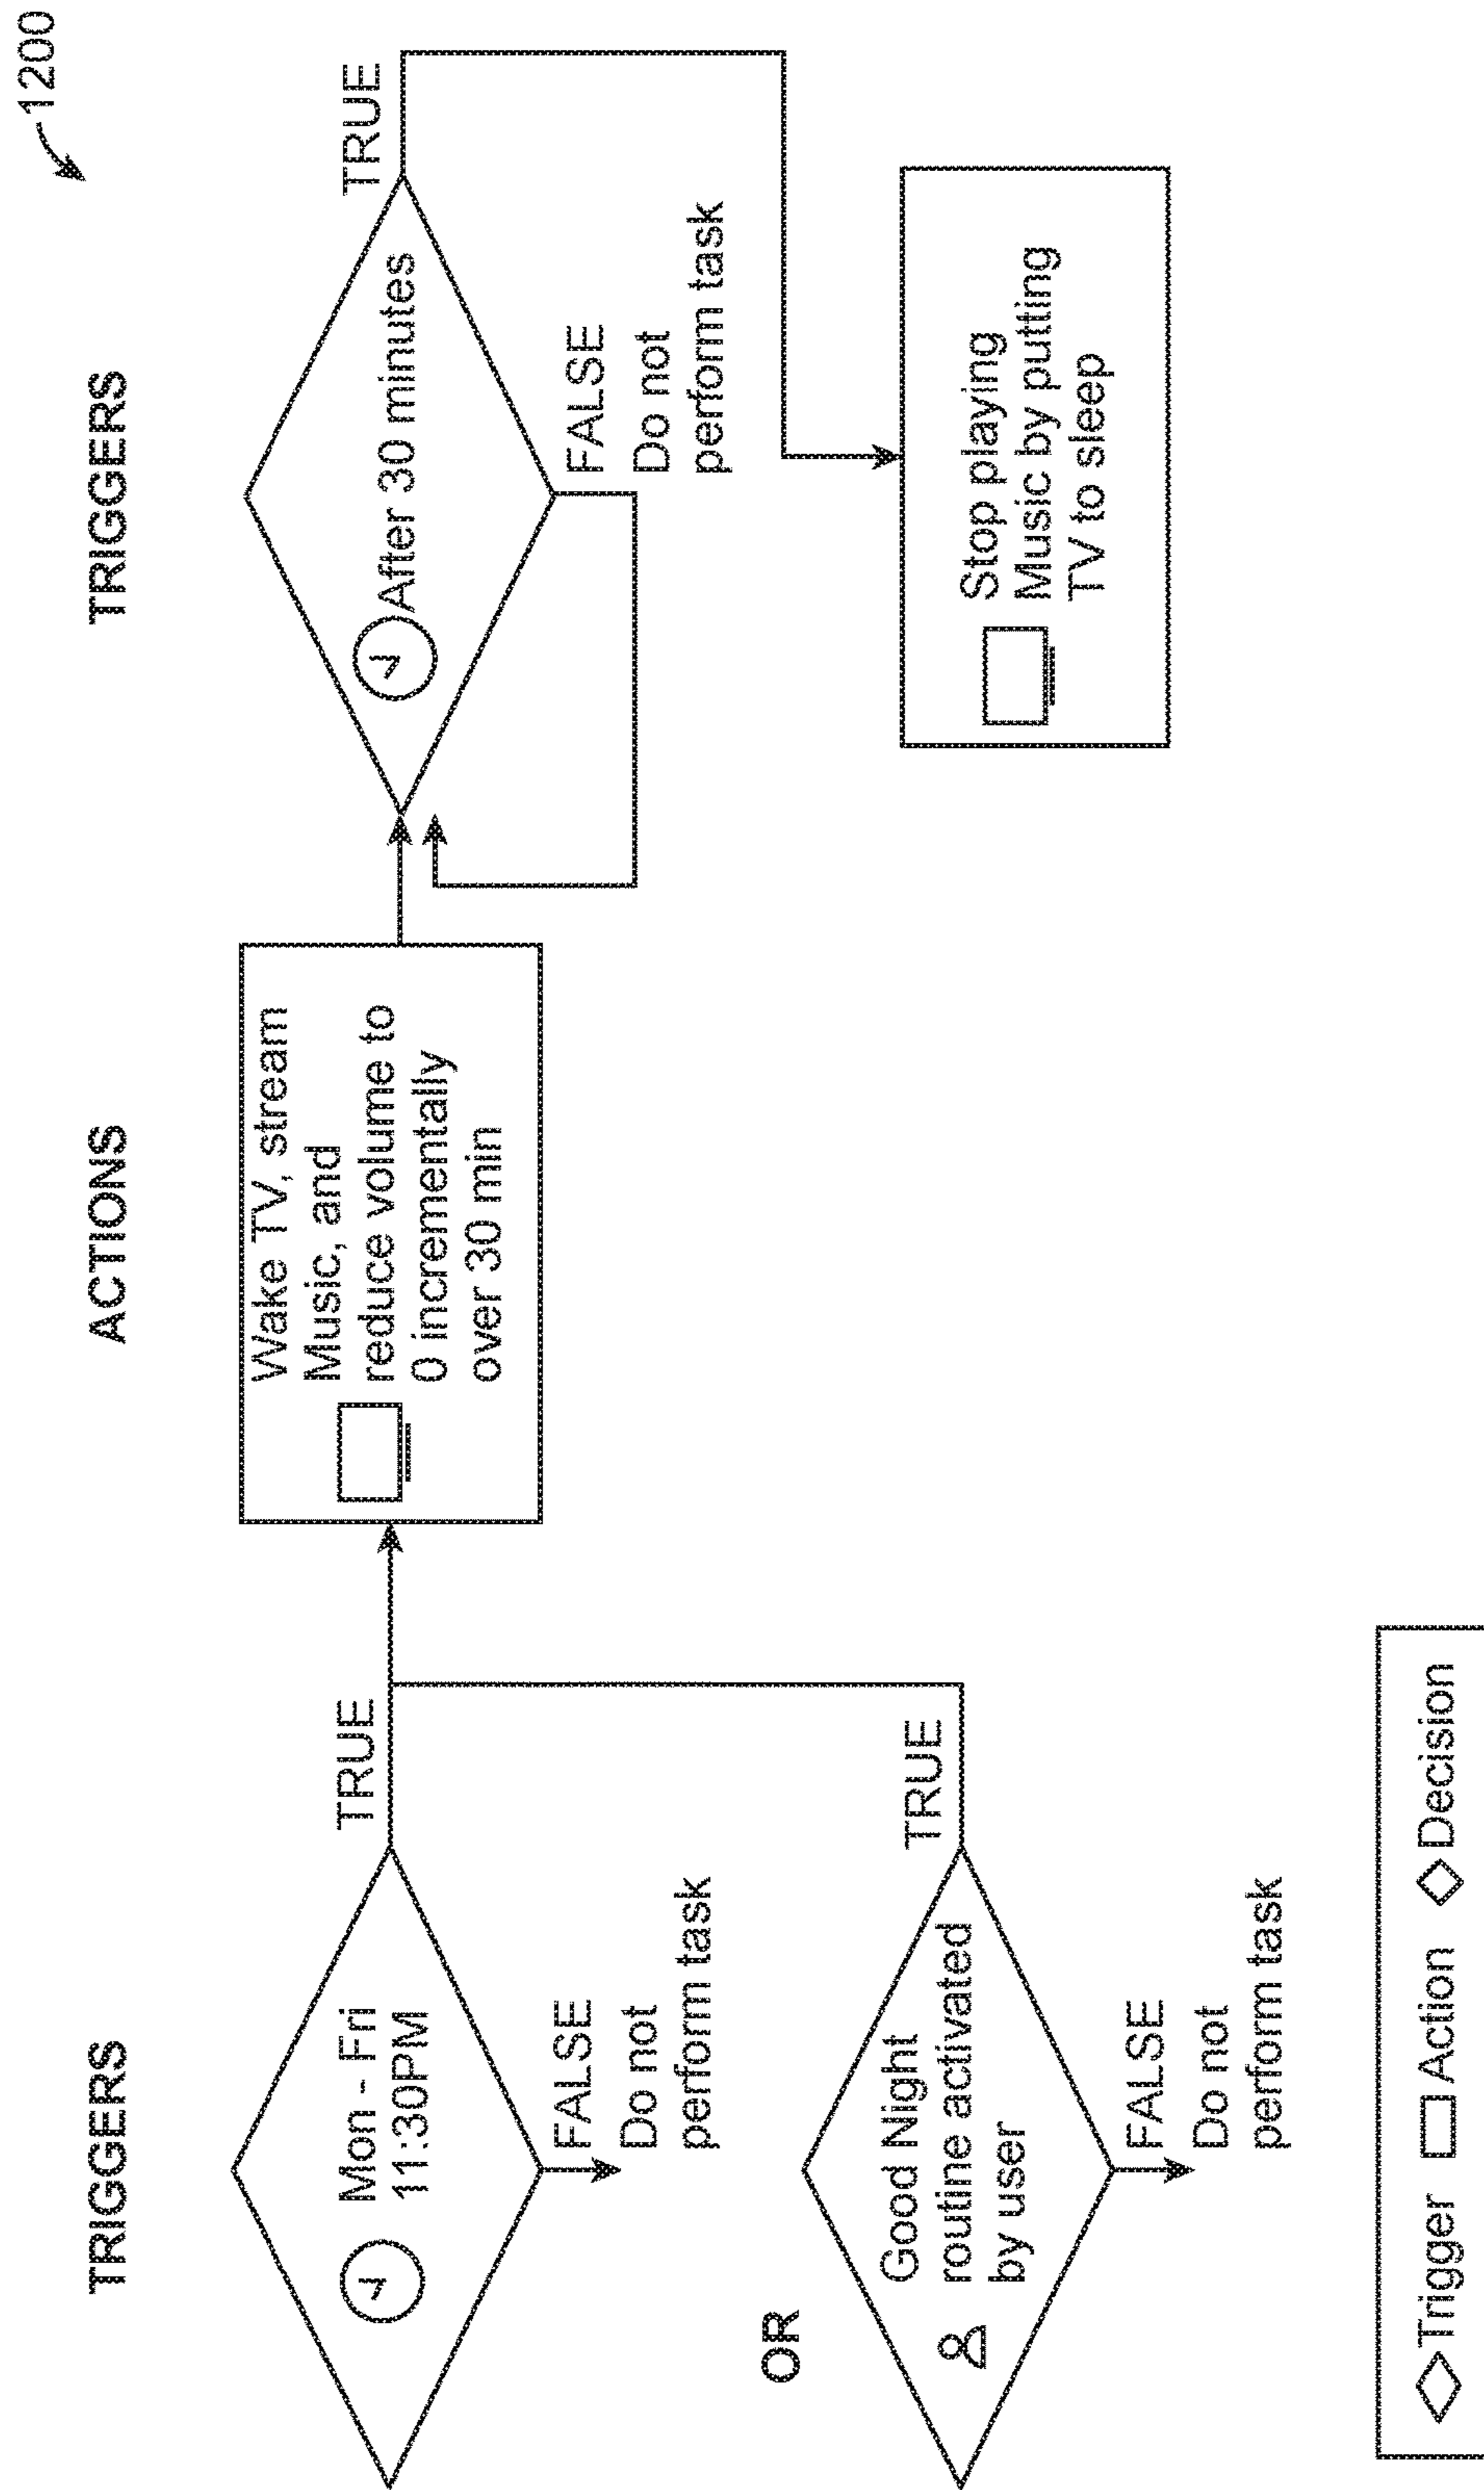 1200
TRIGGERS
ACTIONS
TRIGGERS
Mon - Fri
11:30PM
TRUE
FALSE
Do not
perform task
OR
Good Night
routine activated
by user
TRUE
FALSE
Do not
perform task
Wake TV, stream
Music, and
reduce volume to
0 incrementally
over 30 min
After 30 minutes
TRUE
FALSE
Do not
perform task
Stop playing
Music by putting
TV to sleep
Trigger Action Decision